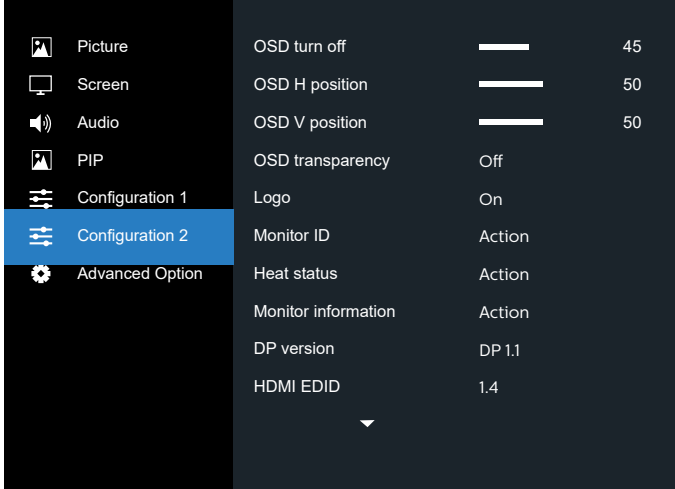 Picture
Screen
Audio
PIP
Configuration 1
Configuration 2
Advanced Option
OSD turn off 45
OSD H position 50
OSD V position 50
OSD transparency Off
Logo On
Monitor ID Action
Heat status Action
Monitor information Action
DP version DP 1.1
HDMI EDID 1.4